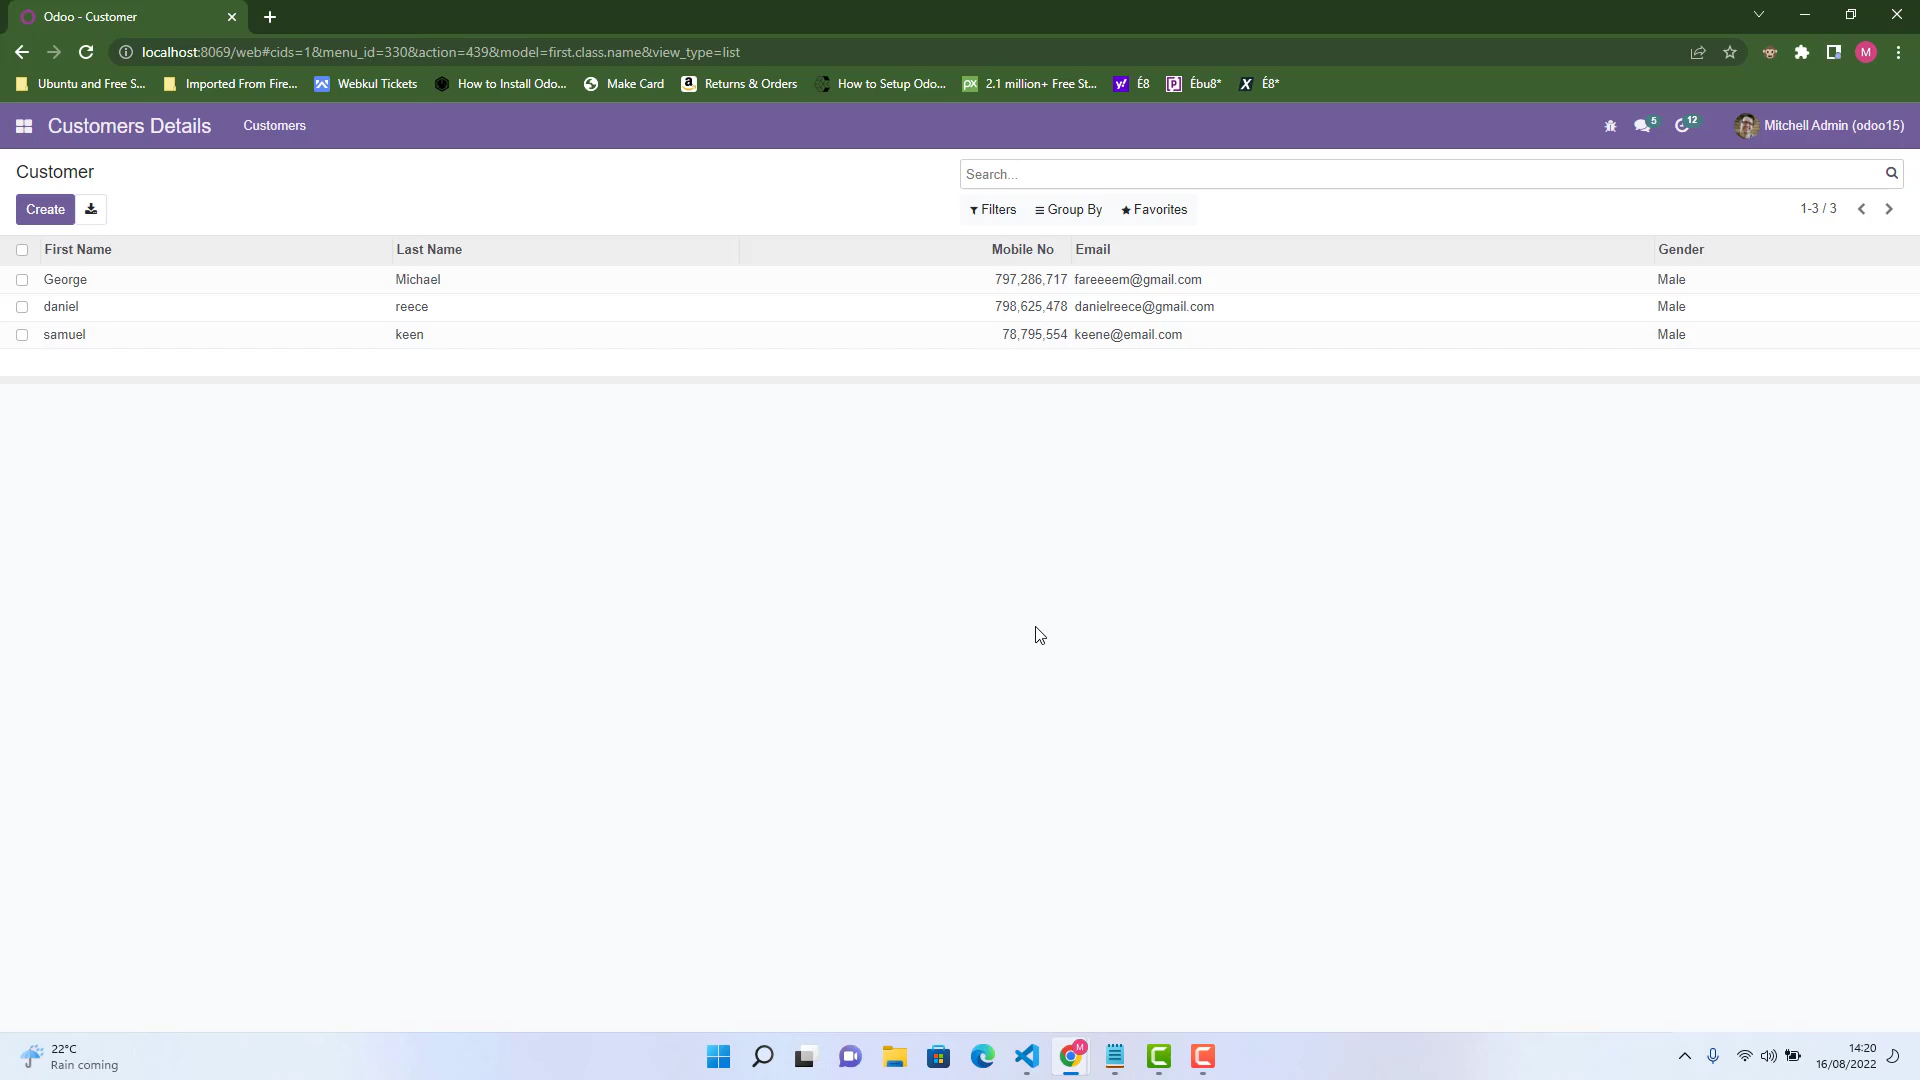 Odoo - Customer
localhost:8069/web#cids=1&menu_id=330&action=439&model=first.class.name&view_type=list
M
Ubuntu and Free S... Imported From Fire... Webkul Tickets How to Install Odo... Make Card Returns & Orders How to Setup Odo... 2.1 million+ Free St... É8 Ébu8* É8*
Customers Details Customers 5 12 Mitchell Admin (odoo15)
Customer Search...
Create Filters Group By Favorites 1-3 / 3
First Name Last Name Mobile No Email Gender
George Michael 797,286,717 fareeeem@gmail.com Male
daniel reece 798,625,478 danielreece@gmail.com Male
samuel keen 78,795,554 keene@email.com Male
22°C
Rain coming
M
14:20
16/08/2022